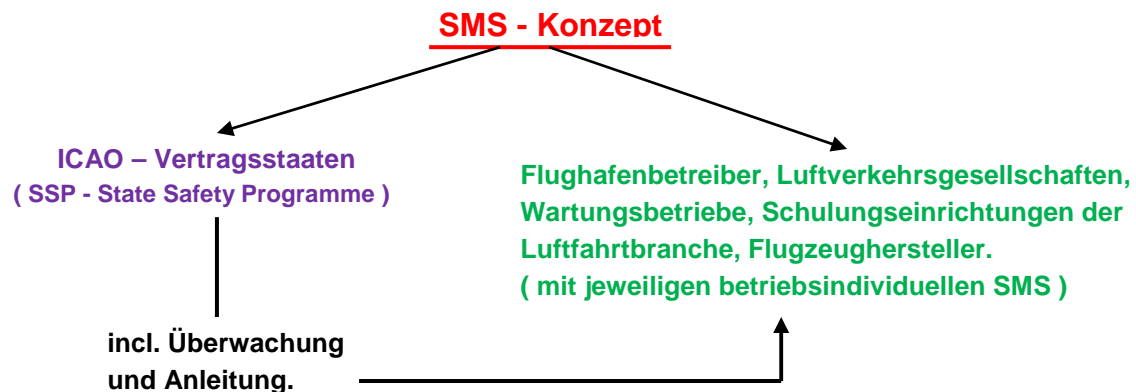 SMS - Konzept
ICAO – Vertragsstaaten
( SSP - State Safety Programme )
Flughafenbetreiber, Luftverkehrsgesellschaften,
Wartungsbetriebe, Schulungseinrichtungen der
Luftfahrtbranche, Flugzeughersteller.
( mit jeweiligen betriebsindividuellen SMS )
incl. Überwachung
und Anleitung.